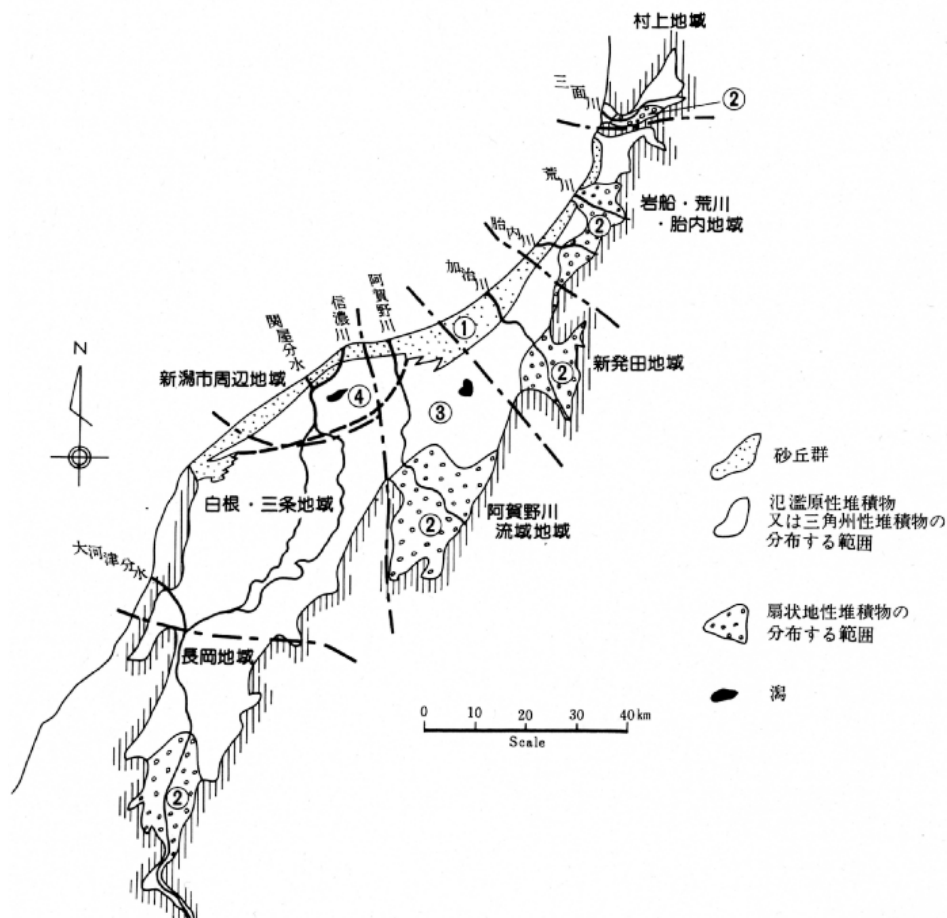 村上地域
三面川
②
荒川
岩船・荒川
・胎内地域
②
胎内川
加治川
阿賀野川
信濃川
関屋分水
①
新発田地域
②
N
新潟市周辺地域
④
③
白根・三条地域
②
阿賀野川
流域地域
大河津分水
長岡地域
②
砂丘群
氾濫原性堆積物
又は三角州性堆積物の
分布する範囲
扇状地性堆積物の
分布する範囲
潟
0 10 20 30 40 km
Scale